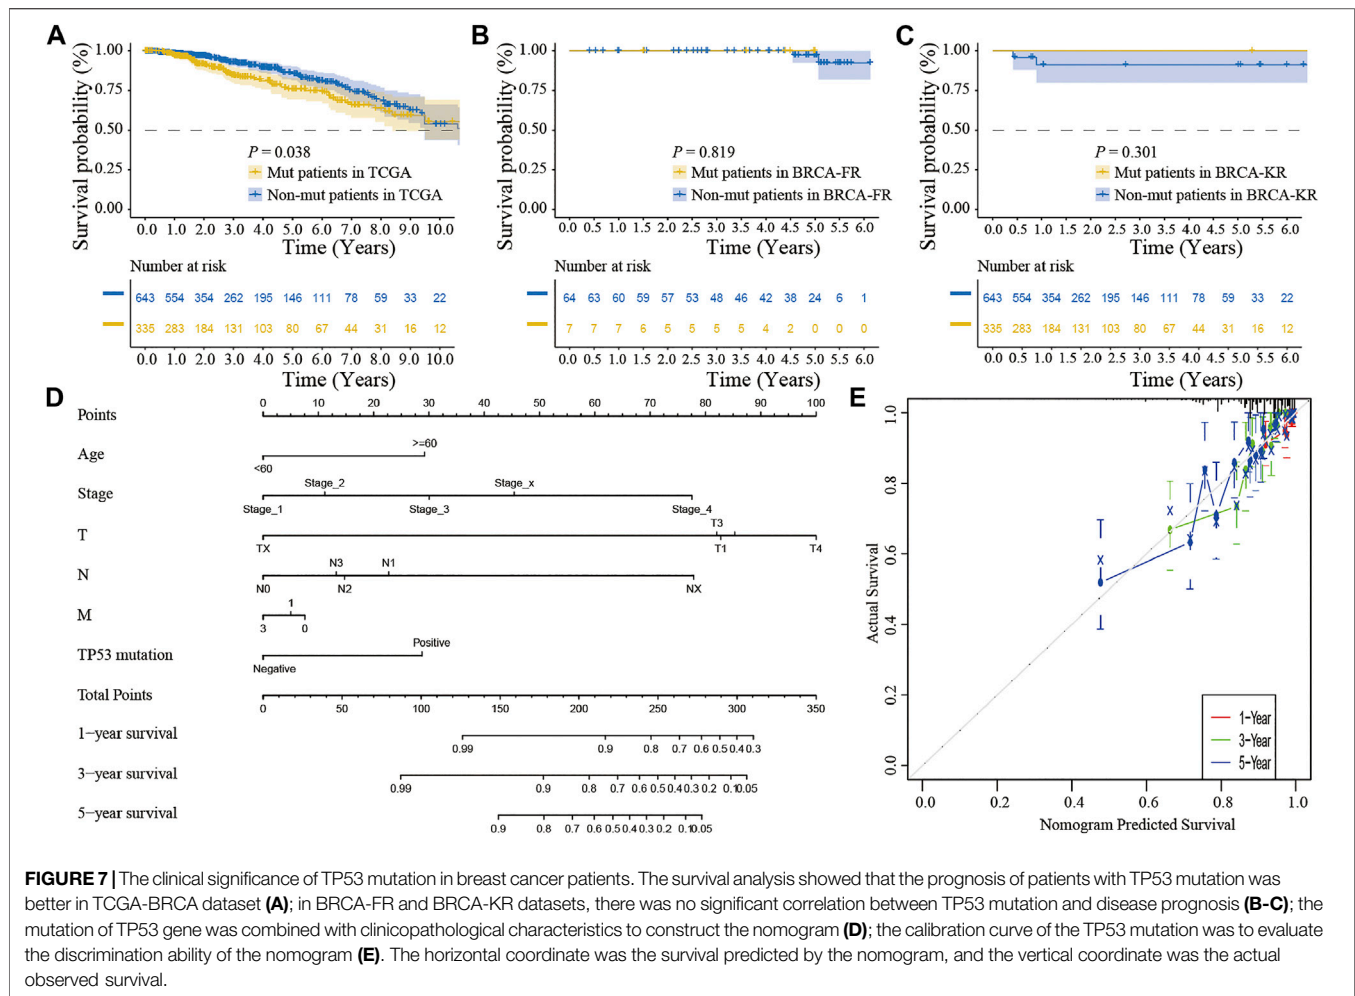 A
Survival probability (%)
1.00
0.75
0.50
0.25
0.00
P = 0.038
Mut patients in TCGA
Non-mut patients in TCGA
0.0 1.0 2.0 3.0 4.0 5.0 6.0 7.0 8.0 9.0 10.0
Time (Years)
Number at risk
643 554 354 262 195 146 111 78 59 33 22
335 283 184 131 103 80 67 44 31 16 12
0.0 1.0 2.0 3.0 4.0 5.0 6.0 7.0 8.0 9.0 10.0
Time (Years)
B
Survival probability (%)
1.00
0.75
0.50
0.25
0.00
P = 0.819
Mut patients in BRCA-FR
Non-mut patients in BRCA-FR
0.0 0.5 1.0 1.5 2.0 2.5 3.0 3.5 4.0 4.5 5.0 5.5 6.0
Time (Years)
Number at risk
64 63 60 59 57 53 48 46 42 38 24 6 1
7 7 7 6 5 5 5 5 4 2 0 0 0
0.0 0.5 1.0 1.5 2.0 2.5 3.0 3.5 4.0 4.5 5.0 5.5 6.0
Time (Years)
C
Survival probability (%)
1.00
0.75
0.50
0.25
0.00
P = 0.301
Mut patients in BRCA-KR
Non-mut patients in BRCA-KR
0.0 0.5 1.0 1.5 2.0 2.5 3.0 3.5 4.0 4.5 5.0 5.5 6.0
Time (Years)
Number at risk
643 554 354 262 195 146 111 78 59 33 22
335 283 184 131 103 80 67 44 31 16 12
0.0 1.0 2.0 3.0 4.0 5.0 6.0 7.0 8.0 9.0 10.0
Time (Years)
D
Points
0 10 20 30 40 50 60 70 80 90 100
Age
>=60
<60
Stage
Stage_2 Stage_x
Stage_1 Stage_3 Stage_4
T
T3
TX T1 T4
N
N3 N1
N0 N2 NX
M
1
3 0
TP53 mutation
Positive
Negative
Total Points
0 50 100 150 200 250 300 350
1−year survival
0.99 0.9 0.8 0.7 0.6 0.5 0.4 0.3
3−year survival
0.99 0.9 0.8 0.7 0.6 0.5 0.4 0.3 0.2 0.1 0.05
5−year survival
0.9 0.8 0.7 0.6 0.5 0.4 0.3 0.2 0.1 0.05
E
Actual Survival
1.0
0.8
0.6
0.4
0.2
0.0
1-Year
3-Year
5-Year
0.0 0.2 0.4 0.6 0.8 1.0
Nomogram Predicted Survival
FIGURE 7 | The clinical significance of TP53 mutation in breast cancer patients. The survival analysis showed that the prognosis of patients with TP53 mutation was
better in TCGA-BRCA dataset (A); in BRCA-FR and BRCA-KR datasets, there was no significant correlation between TP53 mutation and disease prognosis (B-C); the
mutation of TP53 gene was combined with clinicopathological characteristics to construct the nomogram (D); the calibration curve of the TP53 mutation was to evaluate
the discrimination ability of the nomogram (E). The horizontal coordinate was the survival predicted by the nomogram, and the vertical coordinate was the actual
observed survival.